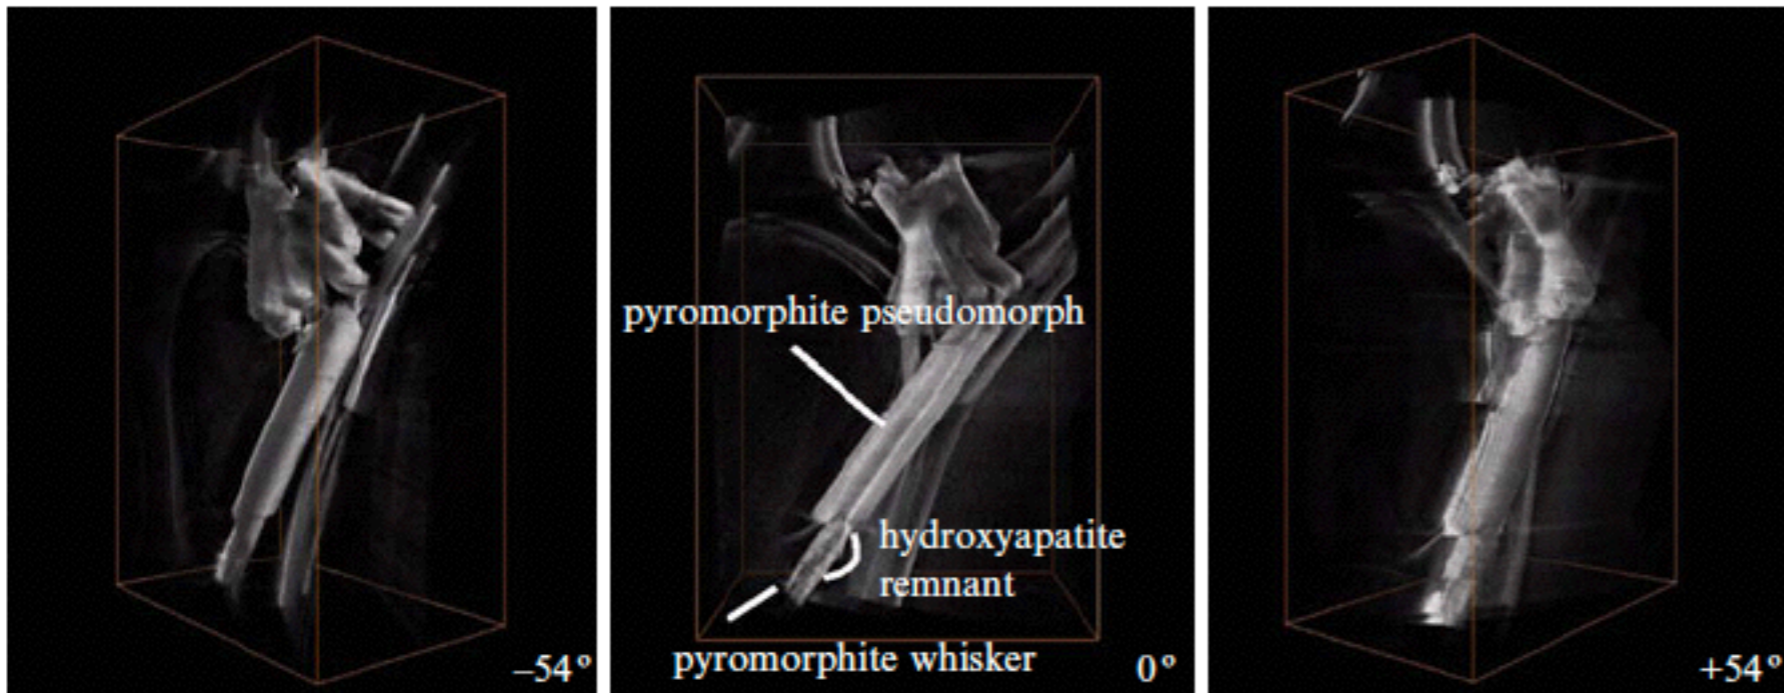 pyromorphite pseudomorph
hydroxyapatite
remnant
pyromorphite whisker
–54°
0°
+54°